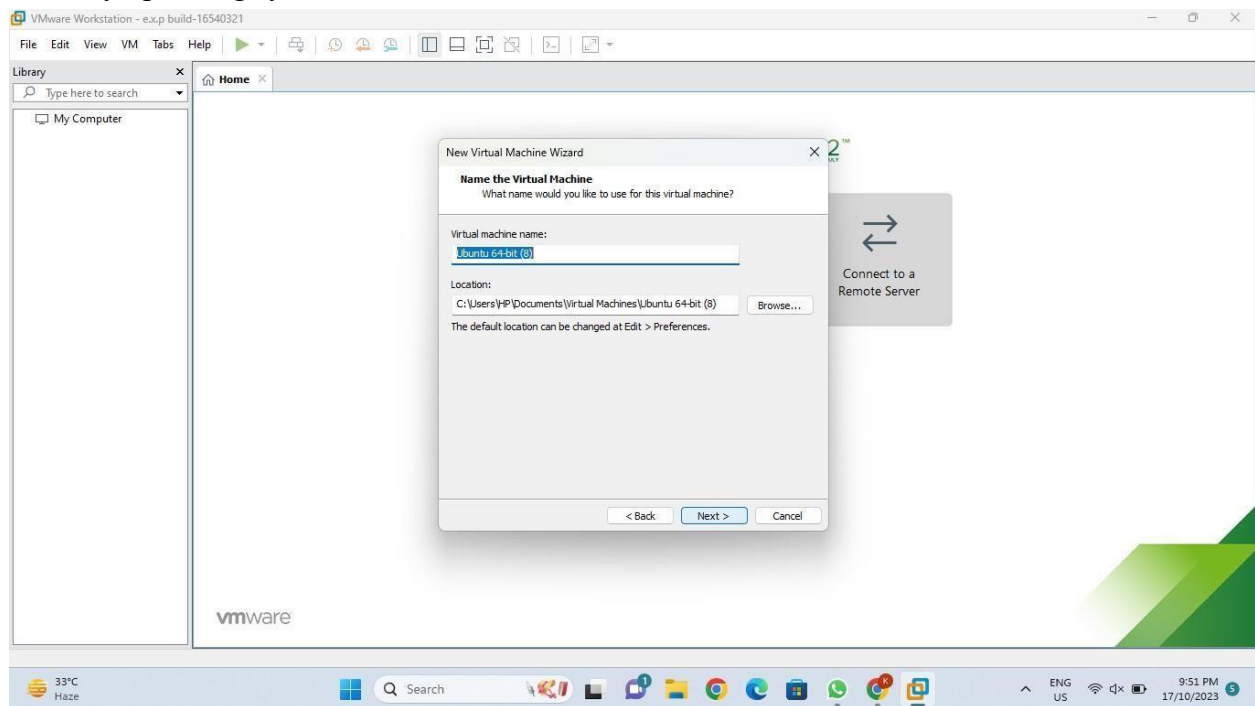 VMware Workstation - e.x.p build-16540321
File Edit View VM Tabs Help
Library
Home
Type here to search
My Computer
2™
New Virtual Machine Wizard
Name the Virtual Machine
What name would you like to use for this virtual machine?
Virtual machine name:
Ubuntu 64-bit (8)
Location:
C:\Users\HP\Documents\Virtual Machines\Ubuntu 64-bit (8)
Browse...
The default location can be changed at Edit > Preferences.
< Back Next > Cancel
Connect to a
Remote Server
vmware
33°C
Haze
Search
1
K
ENG
US
9:51 PM
17/10/2023
5